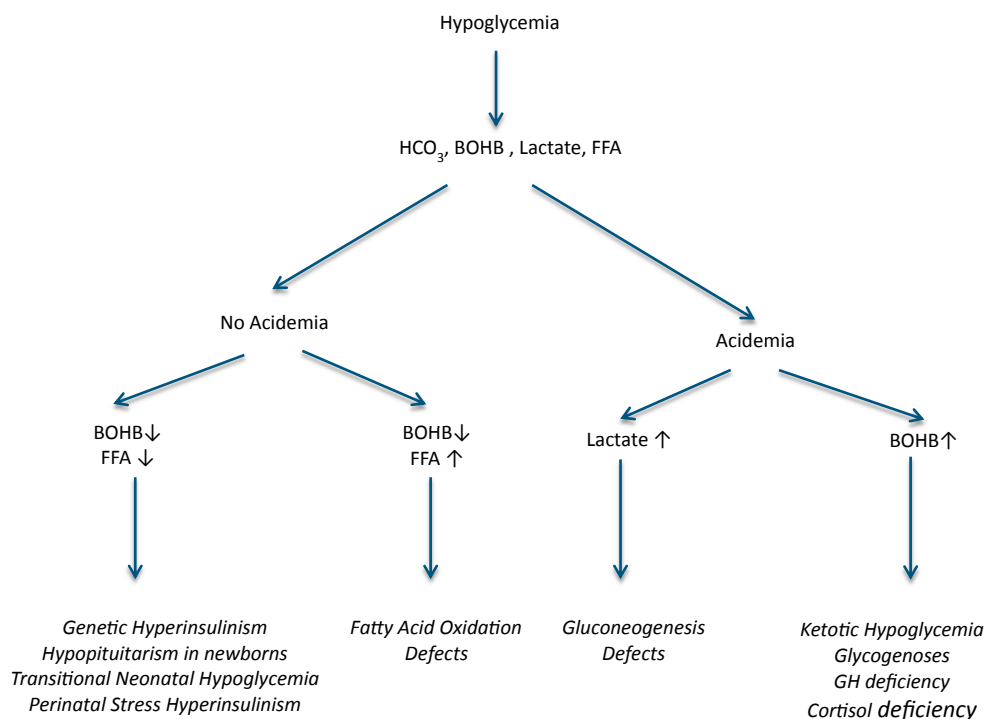 Hypoglycemia
HCO₃, BOHB , Lactate, FFA
No Acidemia
Acidemia
BOHB↓
FFA ↓
BOHB↓
FFA ↑
Lactate ↑
BOHB↑
Genetic Hyperinsulinism
Hypopituitarism in newborns
Transitional Neonatal Hypoglycemia
Perinatal Stress Hyperinsulinism
Fatty Acid Oxidation
Defects
Gluconeogenesis
Defects
Ketotic Hypoglycemia
Glycogenoses
GH deficiency
Cortisol deficiency